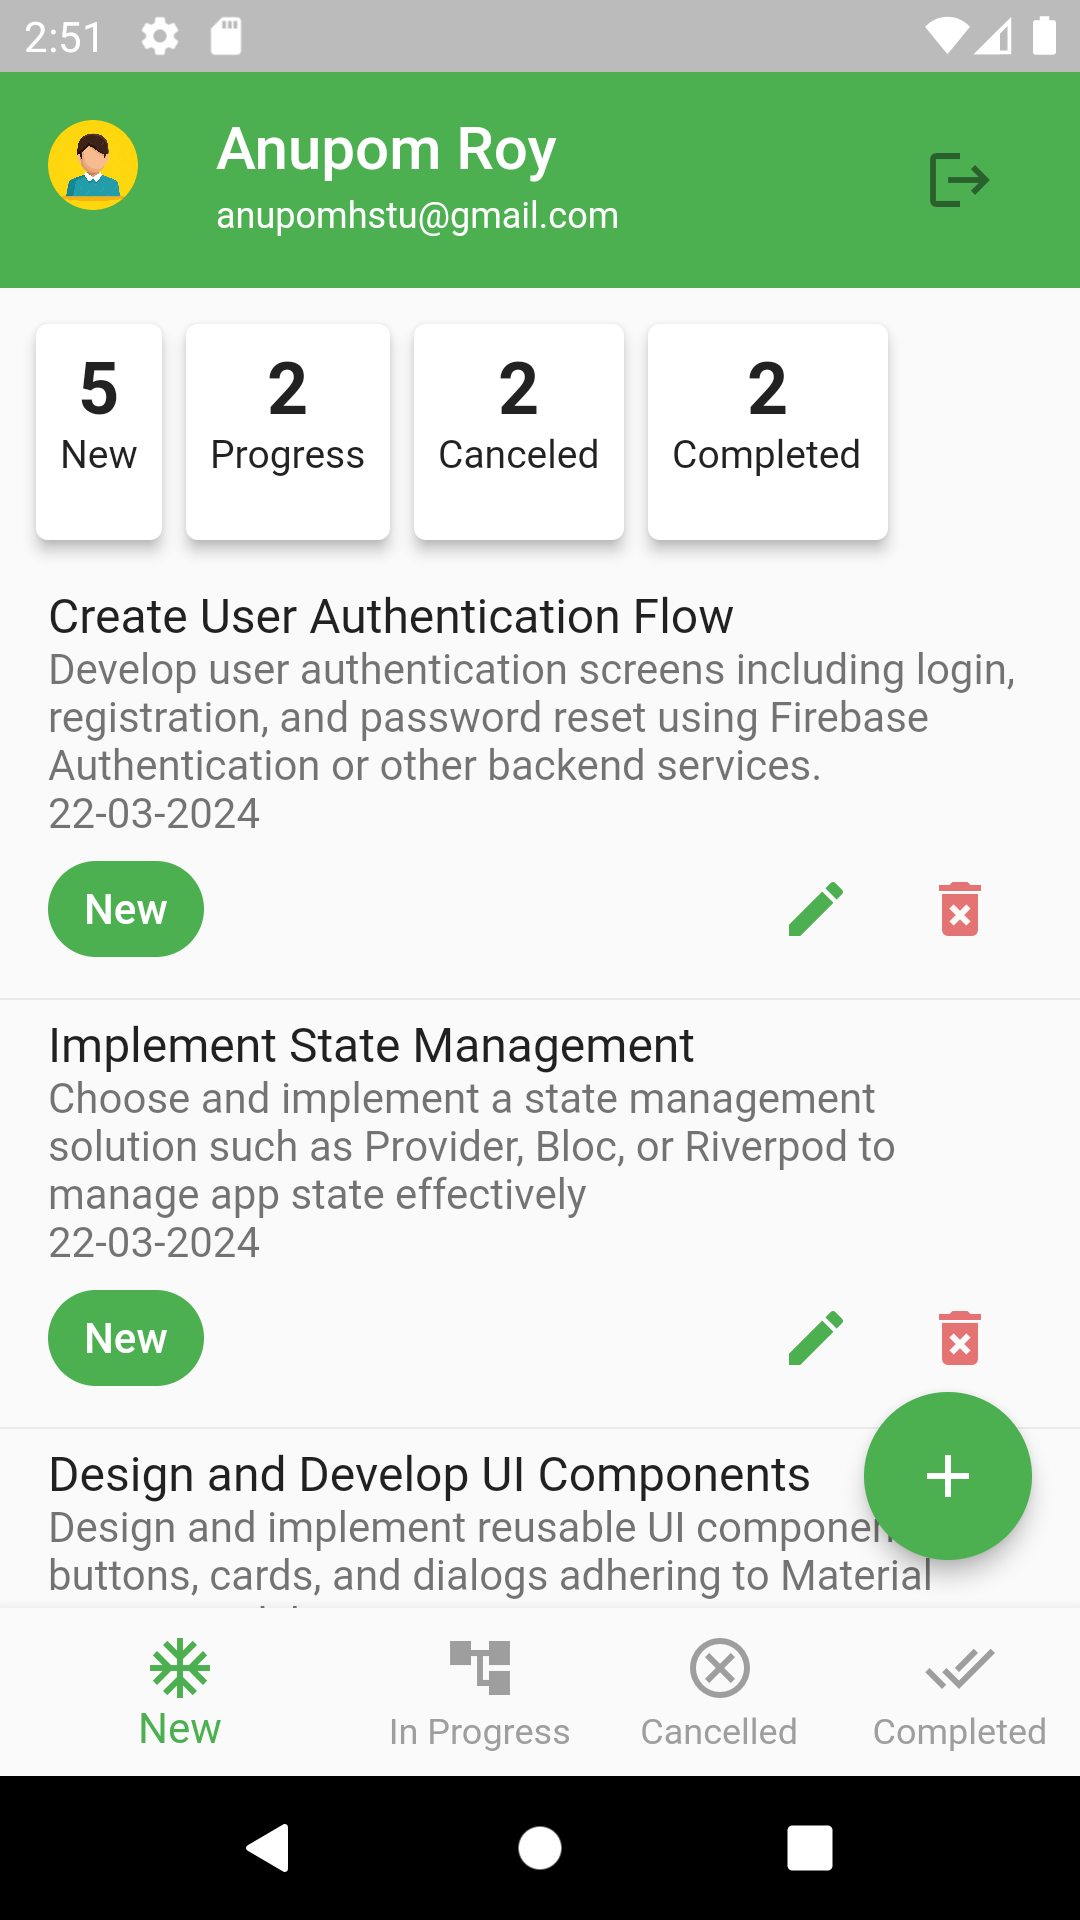 2:51
Anupom Roy
anupomhstu@gmail.com
5
New
2
Progress
2
Canceled
2
Completed
Create User Authentication Flow
Develop user authentication screens including login,
registration, and password reset using Firebase
Authentication or other backend services.
22-03-2024
New
Implement State Management
Choose and implement a state management
solution such as Provider, Bloc, or Riverpod to
manage app state effectively
22-03-2024
New
Design and Develop UI Components
Design and implement reusable UI
buttons, cards, and dialogs adhering to Material
New
In Progress
Cancelled
Completed